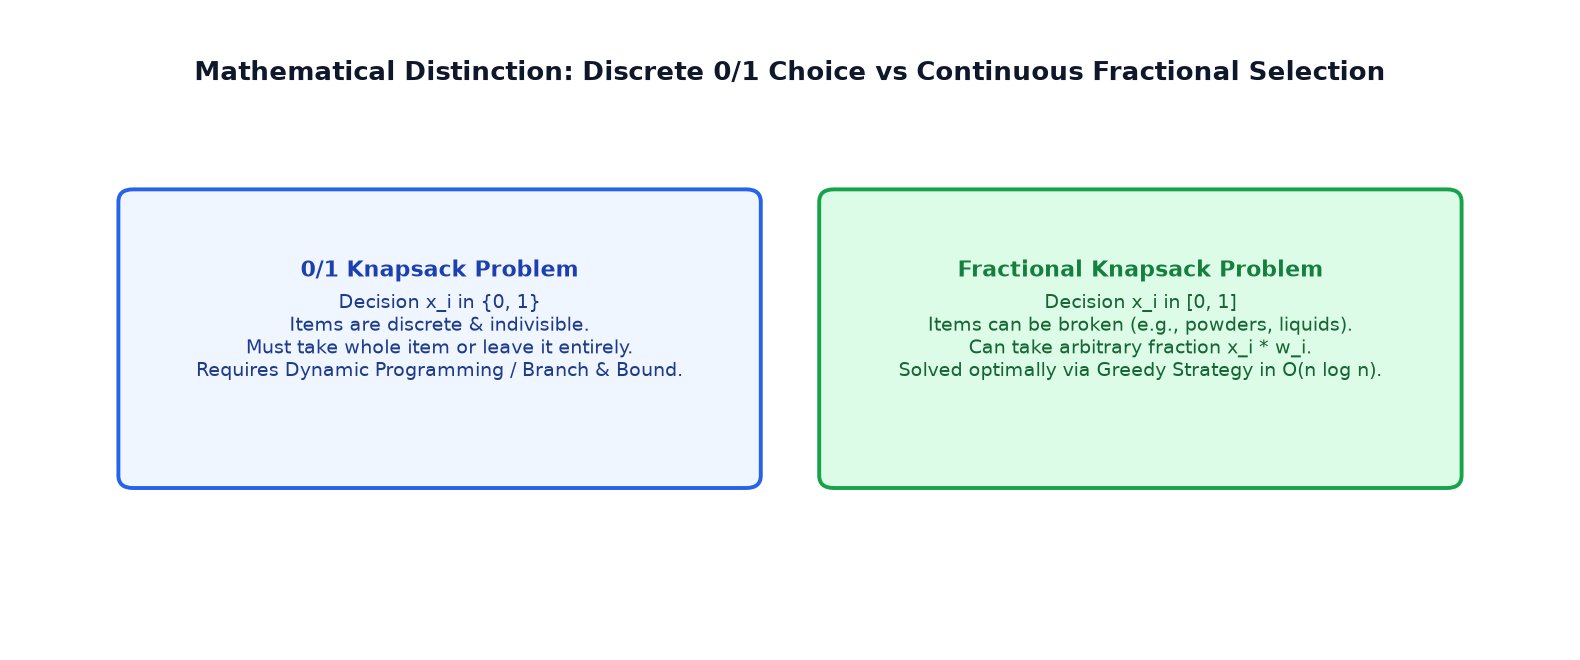 Mathematical Distinction: Discrete 0/1 Choice vs Continuous Fractional Selection
0/1 Knapsack Problem
Decision x_i in {0, 1}
Items are discrete & indivisible.
Must take whole item or leave it entirely.
Requires Dynamic Programming / Branch & Bound.
Fractional Knapsack Problem
Decision x_i in [0, 1]
Items can be broken (e.g., powders, liquids).
Can take arbitrary fraction x_i * w_i.
Solved optimally via Greedy Strategy in O(n log n).